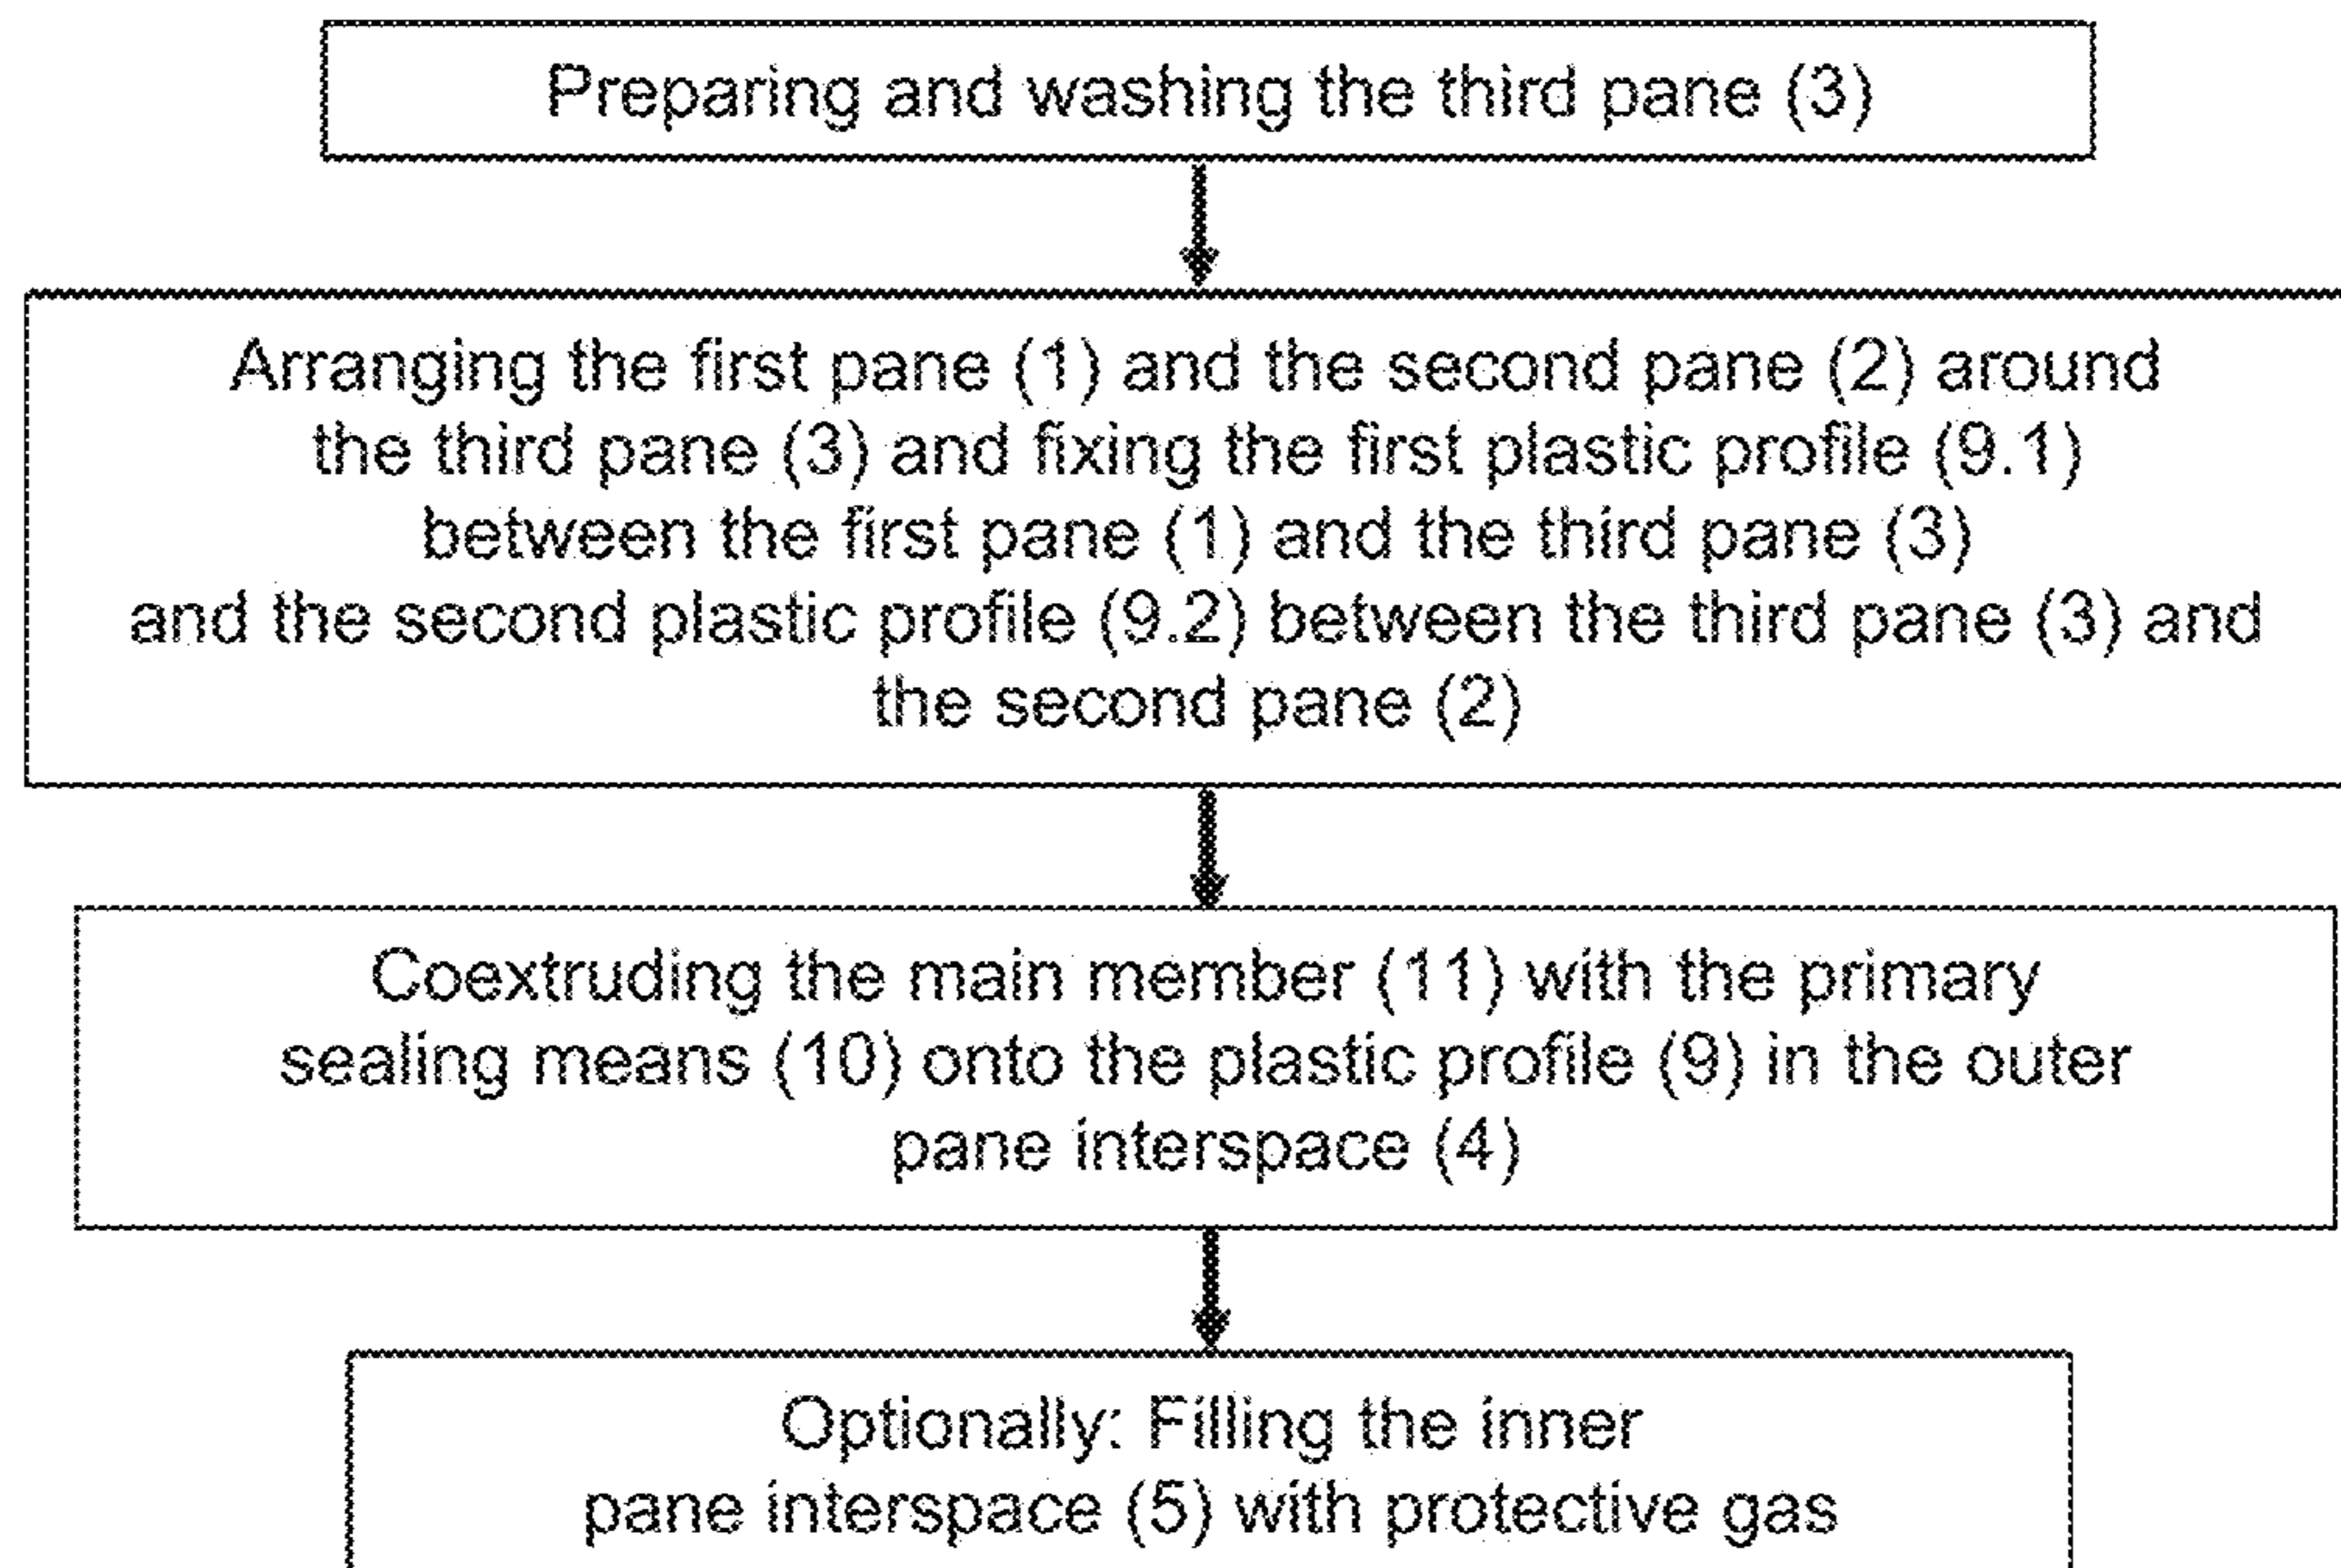 Preparing and washing the third pane (3)
Arranging the first pane (1) and the second pane (2) around
the third pane (3) and fixing the first plastic profile (9.1)
between the first pane (1) and the third pane (3)
and the second plastic profile (9.2) between the third pane (3) and
the second pane (2)
Coextruding the main member (11) with the primary
sealing means (10) onto the plastic profile (9) in the outer
pane interspace (4)
Optionally: Filling the inner
pane interspace (5) with protective gas